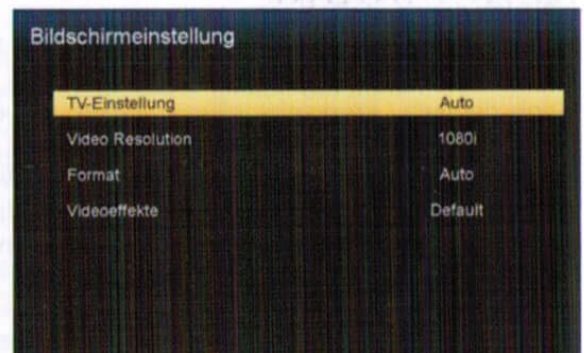 Bildschirmeinstellung
TV-Einstellung Auto
Video Resolution 1080i
Format Auto
Videoeffekte Default